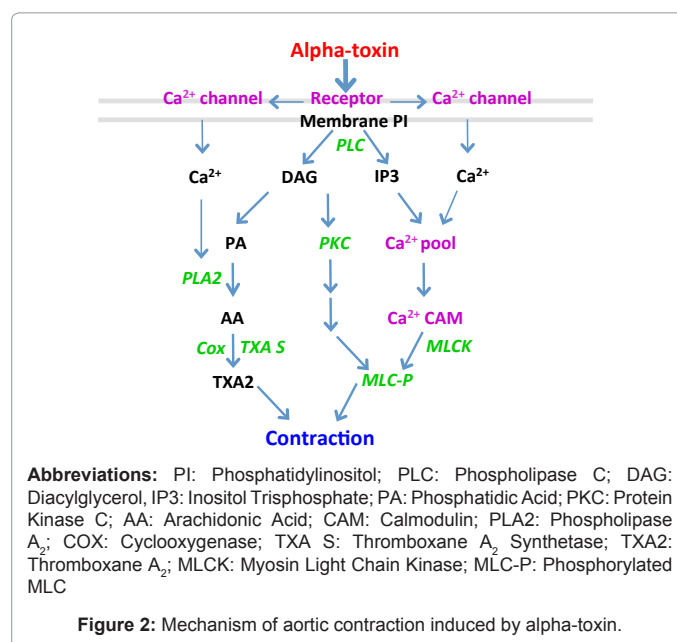 Alpha-toxin
Ca²⁺ channel Receptor Ca²⁺ channel
Membrane PI
PLC
Ca²⁺ DAG IP3 Ca²⁺
PA PKC Ca²⁺ pool
PLA2
AA Ca²⁺ CAM
Cox TXA S MLCK
TXA2 MLC-P
Contraction
Abbreviations: PI: Phosphatidylinositol; PLC: Phospholipase C; DAG:
Diacylglycerol, IP3: Inositol Trisphosphate; PA: Phosphatidic Acid; PKC: Protein
Kinase C; AA: Arachidonic Acid; CAM: Calmodulin; PLA2: Phospholipase
A₂; COX: Cyclooxygenase; TXA S: Thromboxane A₂ Synthetase; TXA2:
Thromboxane A₂; MLCK: Myosin Light Chain Kinase; MLC-P: Phosphorylated
MLC
Figure 2: Mechanism of aortic contraction induced by alpha-toxin.